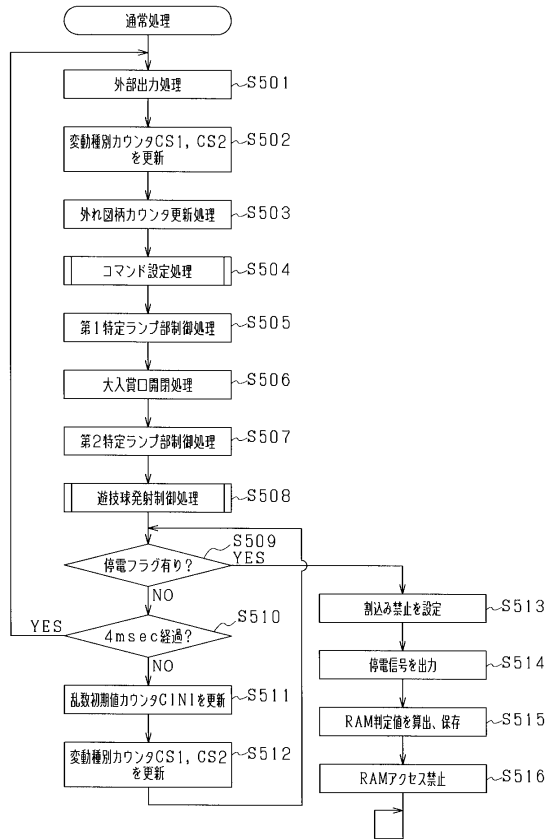 通常処理
外部出力処理
S501
変動種別カウンタCS1, CS2
を更新
S502
外れ図柄カウンタ更新処理
S503
コマンド設定処理
S504
第1特定ランプ部制御処理
S505
大入賞口開閉処理
S506
第2特定ランプ部制御処理
S507
遊技球発射制御処理
S508
停電フラグ有り?
S509
YES
NO
4msec経過?
S510
YES
NO
乱数初期値カウンタCINIを更新
S511
変動種別カウンタCS1, CS2
を更新
S512
割込み禁止を設定
S513
停電信号を出力
S514
RAM判定値を算出、保存
S515
RAMアクセス禁止
S516